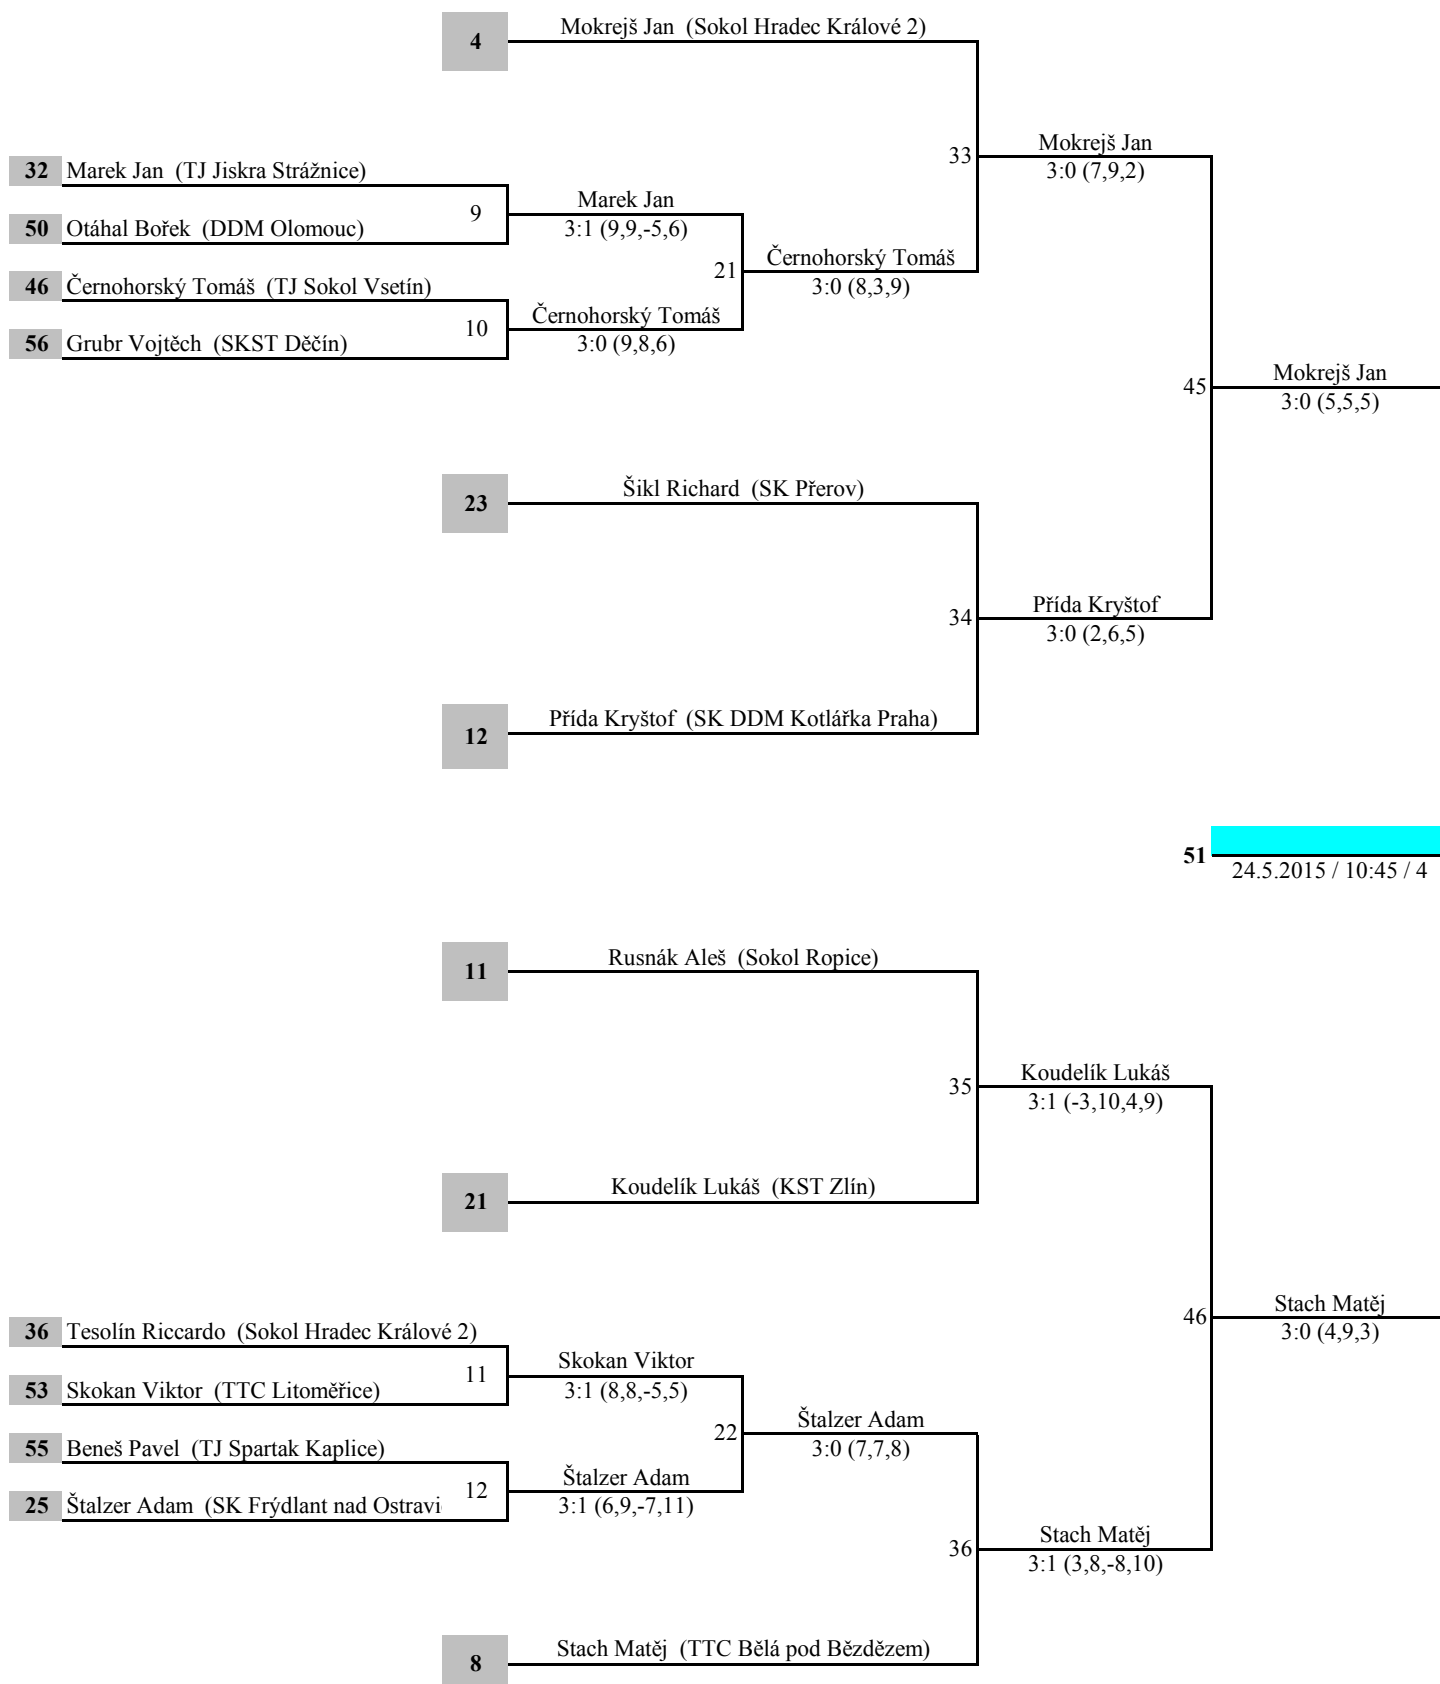 4 Mokrejš Jan (Sokol Hradec Králové 2)
33 Mokrejš Jan
3:0 (7,9,2)
32 Marek Jan (TJ Jiskra Strážnice)
9 Marek Jan
3:1 (9,9,-5,6)
50 Otáhal Bořek (DDM Olomouc)
21 Černohorský Tomáš
3:0 (8,3,9)
46 Černohorský Tomáš (TJ Sokol Vsetín)
10 Černohorský Tomáš
3:0 (9,8,6)
56 Grubr Vojtěch (SKST Děčín)
45 Mokrejš Jan
3:0 (5,5,5)
23 Šikl Richard (SK Přerov)
34 Přída Kryštof
3:0 (2,6,5)
12 Přída Kryštof (SK DDM Kotlářka Praha)
51
24.5.2015 / 10:45 / 4
11 Rusnák Aleš (Sokol Ropice)
35 Koudelík Lukáš
3:1 (-3,10,4,9)
21 Koudelík Lukáš (KST Zlín)
46 Stach Matěj
3:0 (4,9,3)
36 Tesolín Riccardo (Sokol Hradec Králové 2)
11 Skokan Viktor
3:1 (8,8,-5,5)
53 Skokan Viktor (TTC Litoměřice)
22 Štalzer Adam
3:0 (7,7,8)
55 Beneš Pavel (TJ Spartak Kaplice)
12 Štalzer Adam
3:1 (6,9,-7,11)
25 Štalzer Adam (SK Frýdlant nad Ostravi
36 Stach Matěj
3:1 (3,8,-8,10)
8 Stach Matěj (TTC Bělá pod Bězdězem)